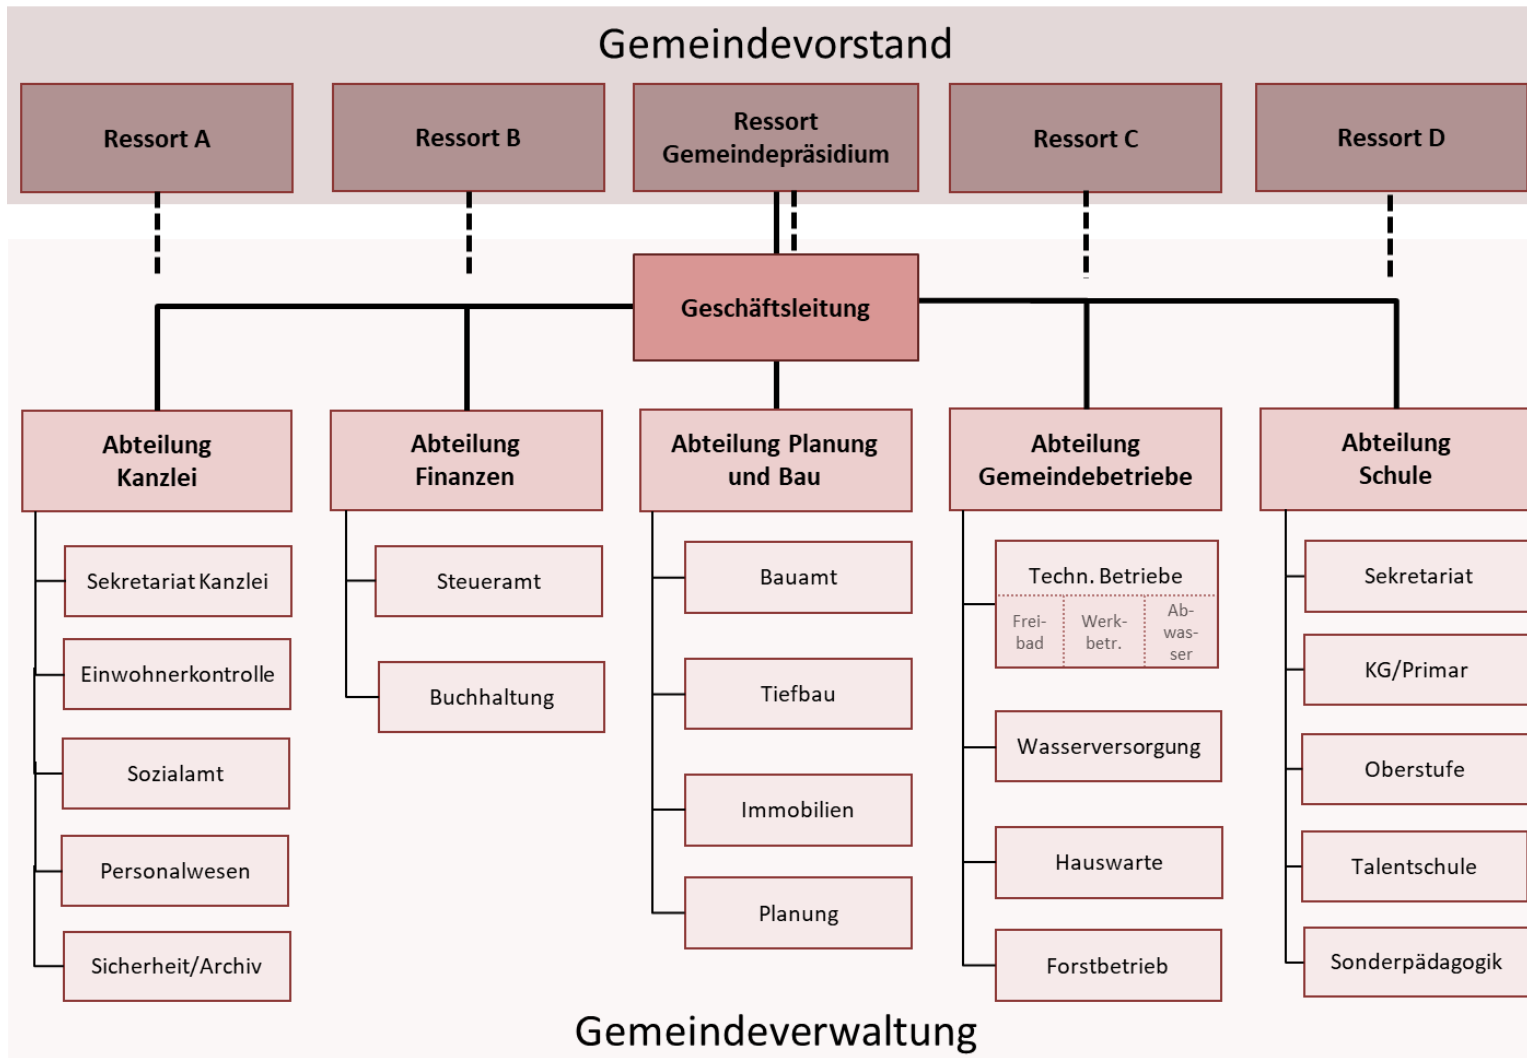 Gemeindevorstand
Ressort A
Ressort B
Ressort
Gemeindepräsidium
Ressort C
Ressort D
Geschäftsleitung
Abteilung
Kanzlei
Abteilung
Finanzen
Abteilung Planung
und Bau
Abteilung
Gemeindebetriebe
Abteilung
Schule
Sekretariat Kanzlei
Einwohnerkontrolle
Sozialamt
Personalwesen
Sicherheit/Archiv
Steueramt
Buchhaltung
Bauamt
Tiefbau
Immobilien
Planung
Techn. Betriebe
Frei-
bad
Werk-
betr.
Ab-
was-
ser
Wasserversorgung
Hauswarte
Forstbetrieb
Sekretariat
KG/Primar
Oberstufe
Talentschule
Sonderpädagogik
Gemeindeverwaltung